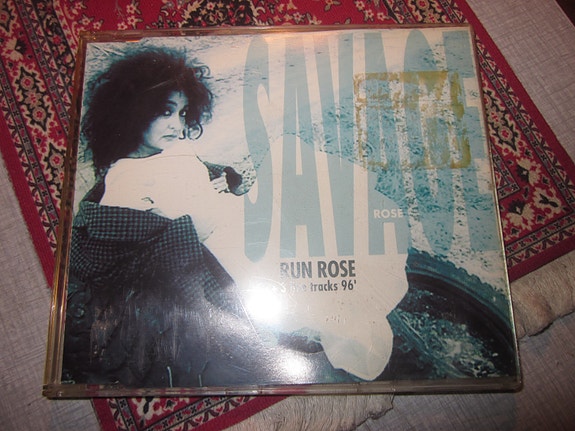 SAVAGE
ROSE
RUN ROSE
tracks 96'